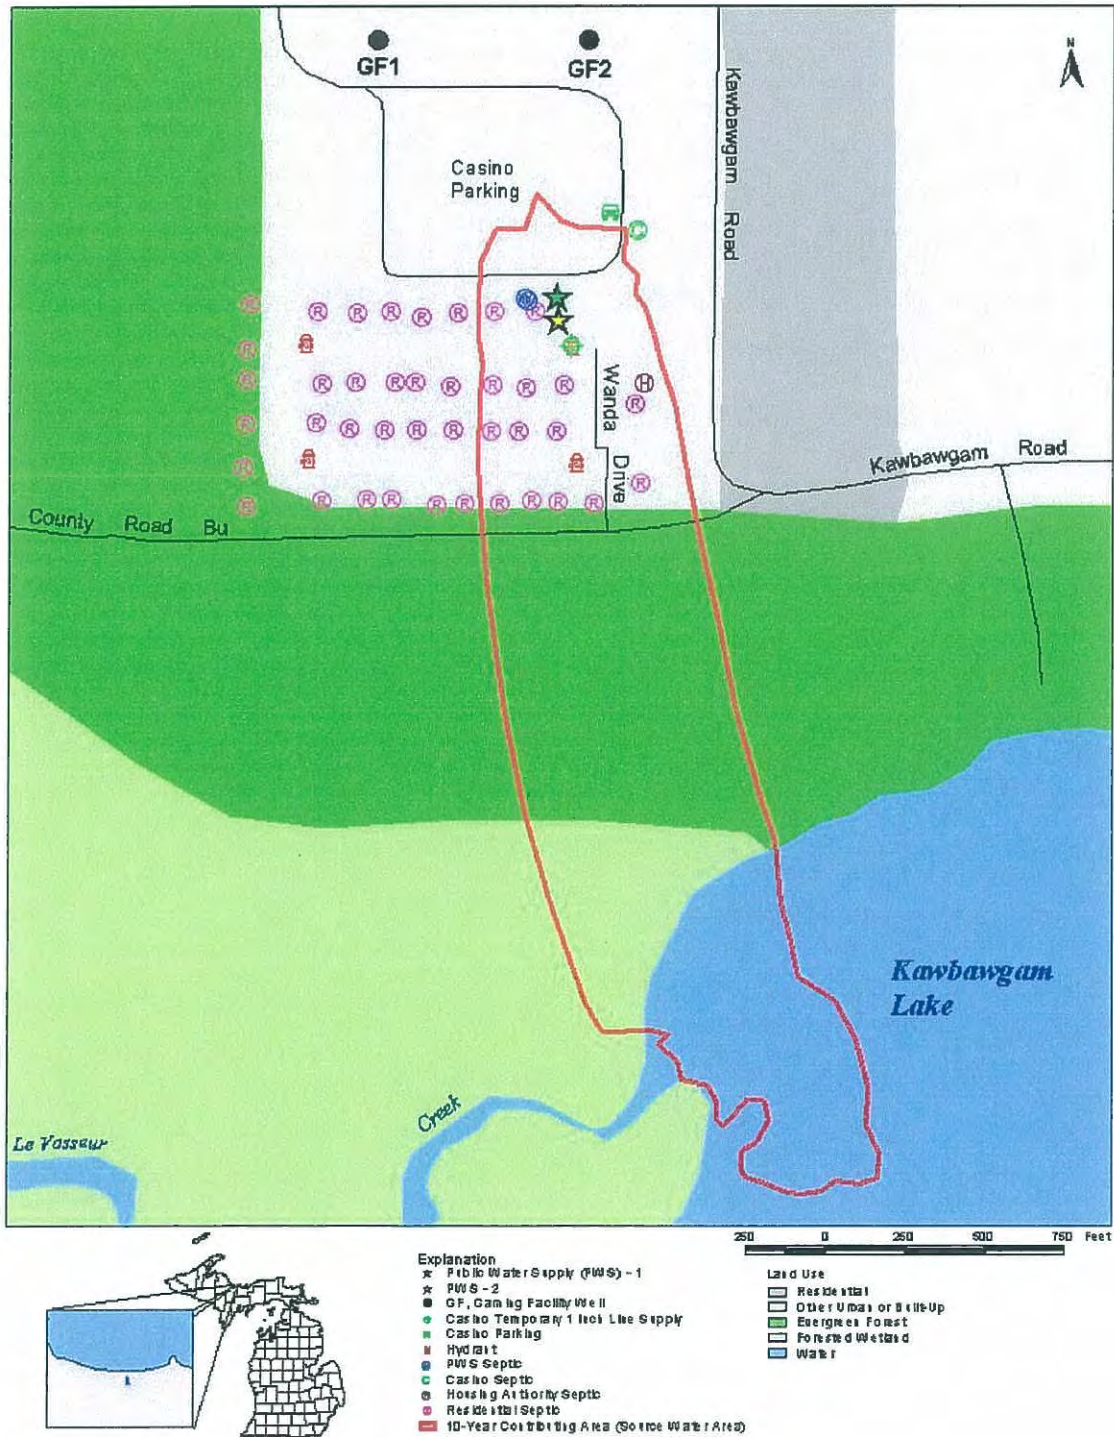 GF1
GF2
N
Kawbawgam Road
Casino
Parking
C
R R R R R R R R
R
H
R R R R R R R R R
R
R R R R R R R R R
Wanda
Drive
Kawbawgam Road
R
R R R R R R R R R R
County Road Bu
Kawbawgam
Lake
Creek
Le Vasseur
250 0 250 500 750 Feet
Explanation
Public Water Supply (PWS) - 1
PWS - 2
GF, Gaming Facility Well
Casino Temporary 1 Inch Line Supply
Casino Parking
Hydrant
PWS Septic
Casino Septic
Housing Authority Septic
Residential Septic
10-Year Contributing Area (Source Water Area)
Land Use
Residential
Other Urban or Built-Up
Evergreen Forest
Forested Wetland
Water